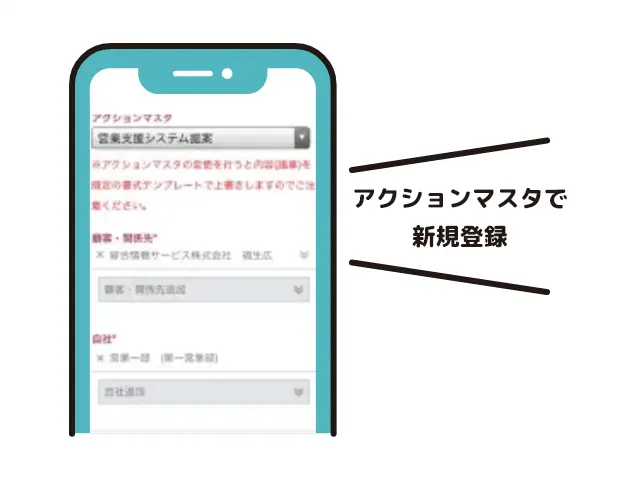 アクションマスタ
営業支援システム提案
※アクションマスタの変更を行うと内容(議事)を
既定の書式テンプレートで上書きしますのでご注
意ください。
顧客・関係先*
× 綜合情報サービス株式会社
顧客・関係先追加
自社*
× 営業一部 (第一営業部)
自社追加
アクションマスタで
新規登録